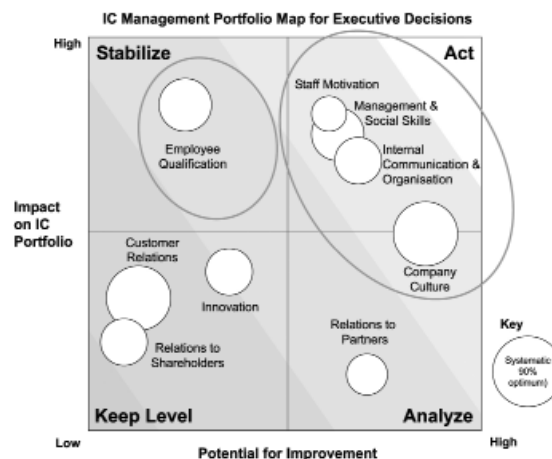 IC Management Portfolio Map for Executive Decisions
High
Stabilize
Act
Staff Motivation
Management &
Social Skills
Employee
Qualification
Internal
Communication &
Organisation
Impact
on IC
Portfolio
Customer
Relations
Innovation
Company
Culture
Relations to
Shareholders
Relations to
Partners
Key
Systematic
90%
optimum)
Keep Level
Analyze
Low
Potential for Improvement
High